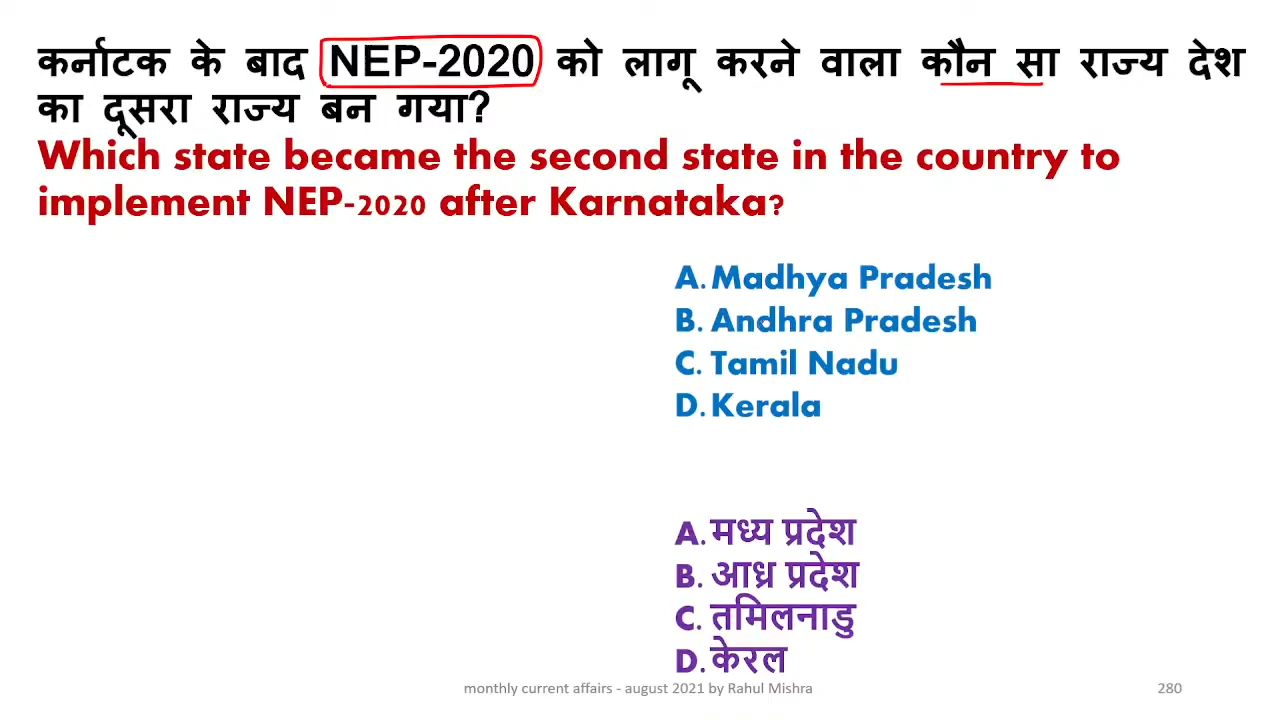 कर्नाटक के बाद NEP-2020 को लागू करने वाला कौन सा राज्य देश
का दूसरा राज्य बन गया?
Which state became the second state in the country to
implement NEP-2020 after Karnataka?
A. Madhya Pradesh
B. Andhra Pradesh
C. Tamil Nadu
D. Kerala
A. मध्य प्रदेश
B. आध्र प्रदेश
C. तमिलनाडु
D. केरल
monthly current affairs - august 2021 by Rahul Mishra 280